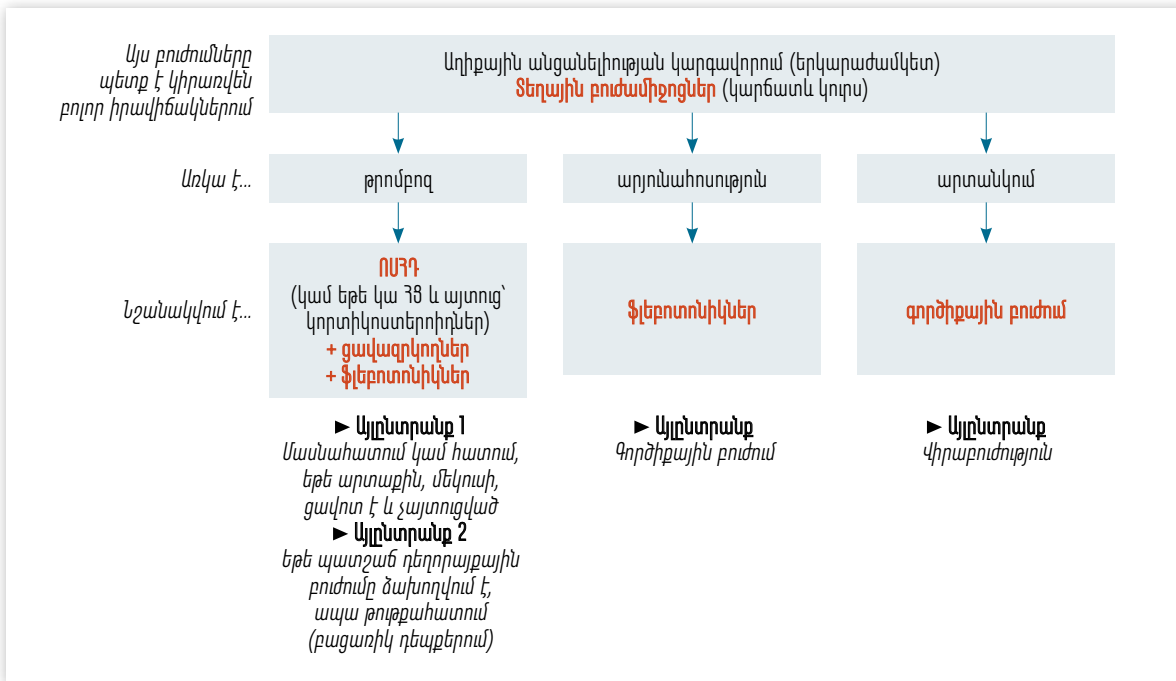 Այս բուժումները
պետք է կիրառվեն
բոլոր իրավիճակներում
Աղիքային անցանելիության կարգավորում (երկարաժամկետ)
Տեղային բուժամիջոցներ (կարճատև կուրս)
Առկա է...
թրոմբոզ
արյունահոսություն
արտանկում
Նշանակվում է...
ՈՍՀԴ
(կամ եթե կա ՀՑ և այտուց՝
կորտիկոստերոիդներ)
+ ցավազրկողներ
+ ֆլեբոտոնիկներ
ֆլեբոտոնիկներ
գործիքային բուժում
► Այլընտրանք 1
Մասնահատում կամ հատում,
եթե արտաքին, մեկուսի,
ցավոտ է և չայտուցված
► Այլընտրանք 2
եթե պատշաճ դեղորայքային
բուժումը ձախողվում է,
ապա թութքահատում
(բացառիկ դեպքերում)
► Այլընտրանք
Գործիքային բուժում
► Այլընտրանք
Վիրաբուժություն